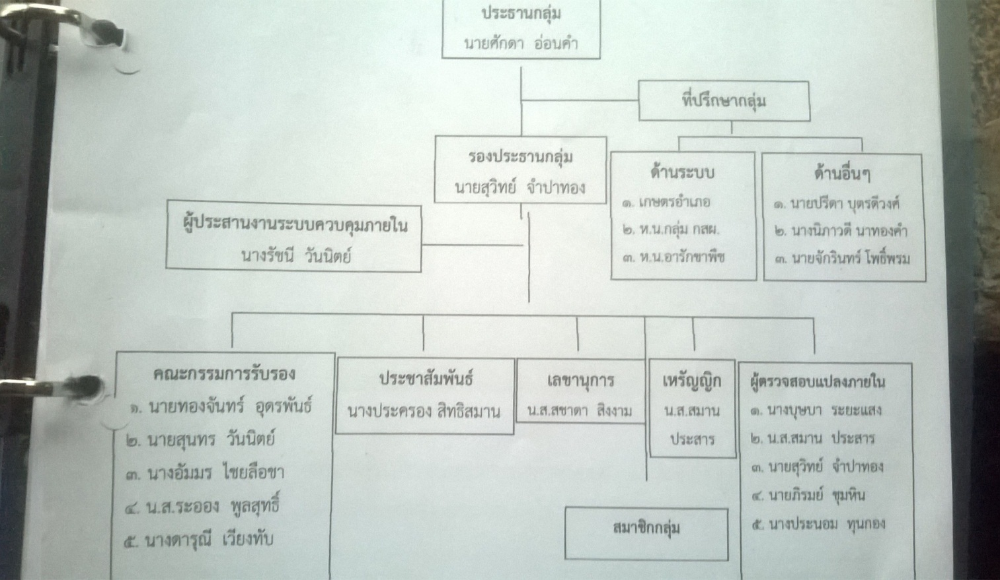 ประธานกลุ่ม
นายศักดา อ่อนคำ
ที่ปรึกษากลุ่ม
รองประธานกลุ่ม
นายสุวิทย์ จำปาทอง
ด้านระบบ
๑. เกษตรอำเภอ
๒. ห.น.กลุ่ม กสผ.
๓. ห.น.อารักขาพืช
ด้านอื่นๆ
๑. นายปรีดา บุตรดีวงศ์
๒. นางนิภาวดี นาทองคำ
๓. นายจักรินทร์ โพธิ์พรม
ผู้ประสานงานระบบควบคุมภายใน
นางรัชนี วันนิตย์
คณะกรรมการรับรอง
๑. นายทองจันทร์ อุดรพันธ์
๒. นายสุนทร วันนิตย์
๓. นางอัมมร ไชยลือชา
๔. น.ส.ระออง พูลสุทธิ์
๕. นางดารุณี เวียงทับ
ประชาสัมพันธ์
นางประครอง สิทธิสมาน
เลขานุการ
น.ส.สชาดา สิงงาม
เหรัญญิก
น.ส.สมาน
ประสาร
ผู้ตรวจสอบแปลงภายใน
๑. นางบุษบา ระยะแสง
๒. น.ส.สมาน ประสาร
๓. นายสุวิทย์ จำปาทอง
๔. นายภิรมย์ ขุมหิน
๕. นางประนอม ทุนกอง
สมาชิกกลุ่ม